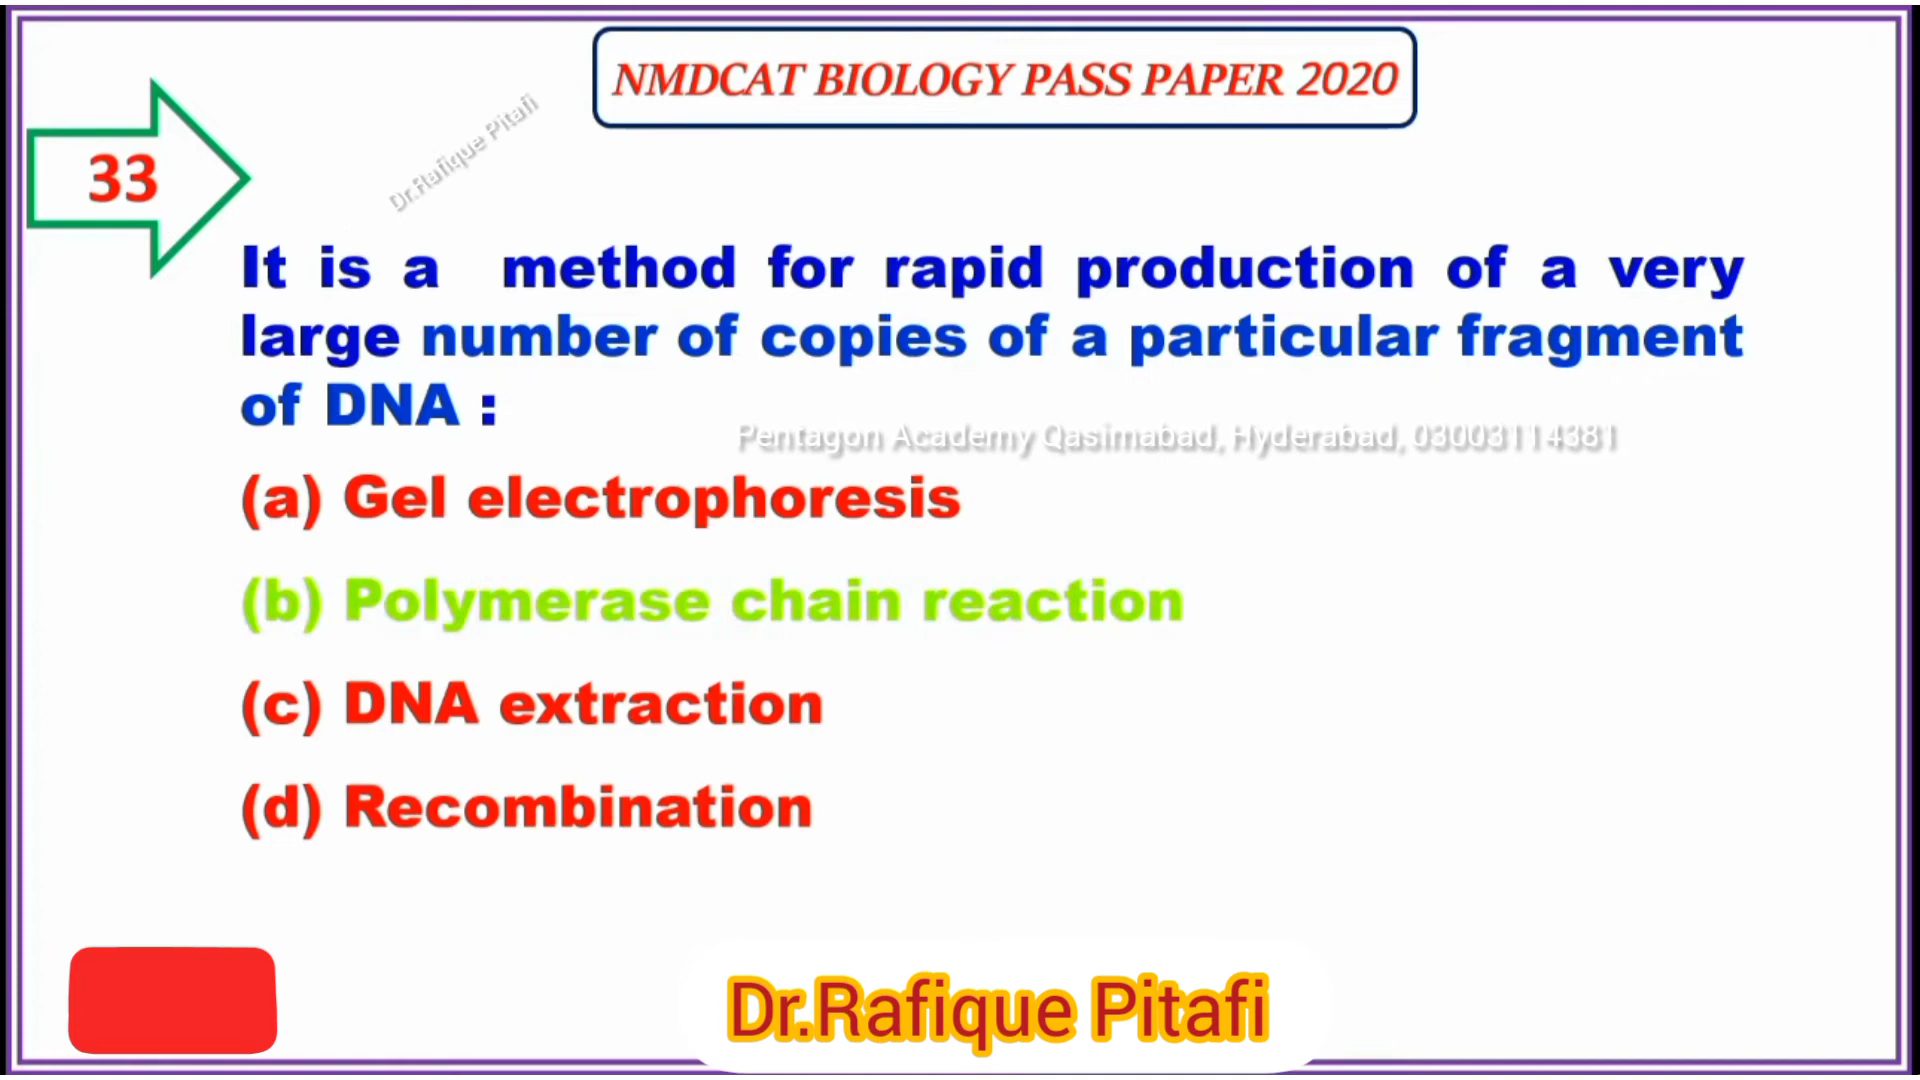 NMDCAT BIOLOGY PASS PAPER 2020
33
Dr.Rafique Pitafi
It is a method for rapid production of a very
large number of copies of a particular fragment
of DNA :
Pentagon Academy Qasimabad, Hyderabad, 03003114381
(a) Gel electrophoresis
(b) Polymerase chain reaction
(c) DNA extraction
(d) Recombination
Dr.Rafique Pitafi